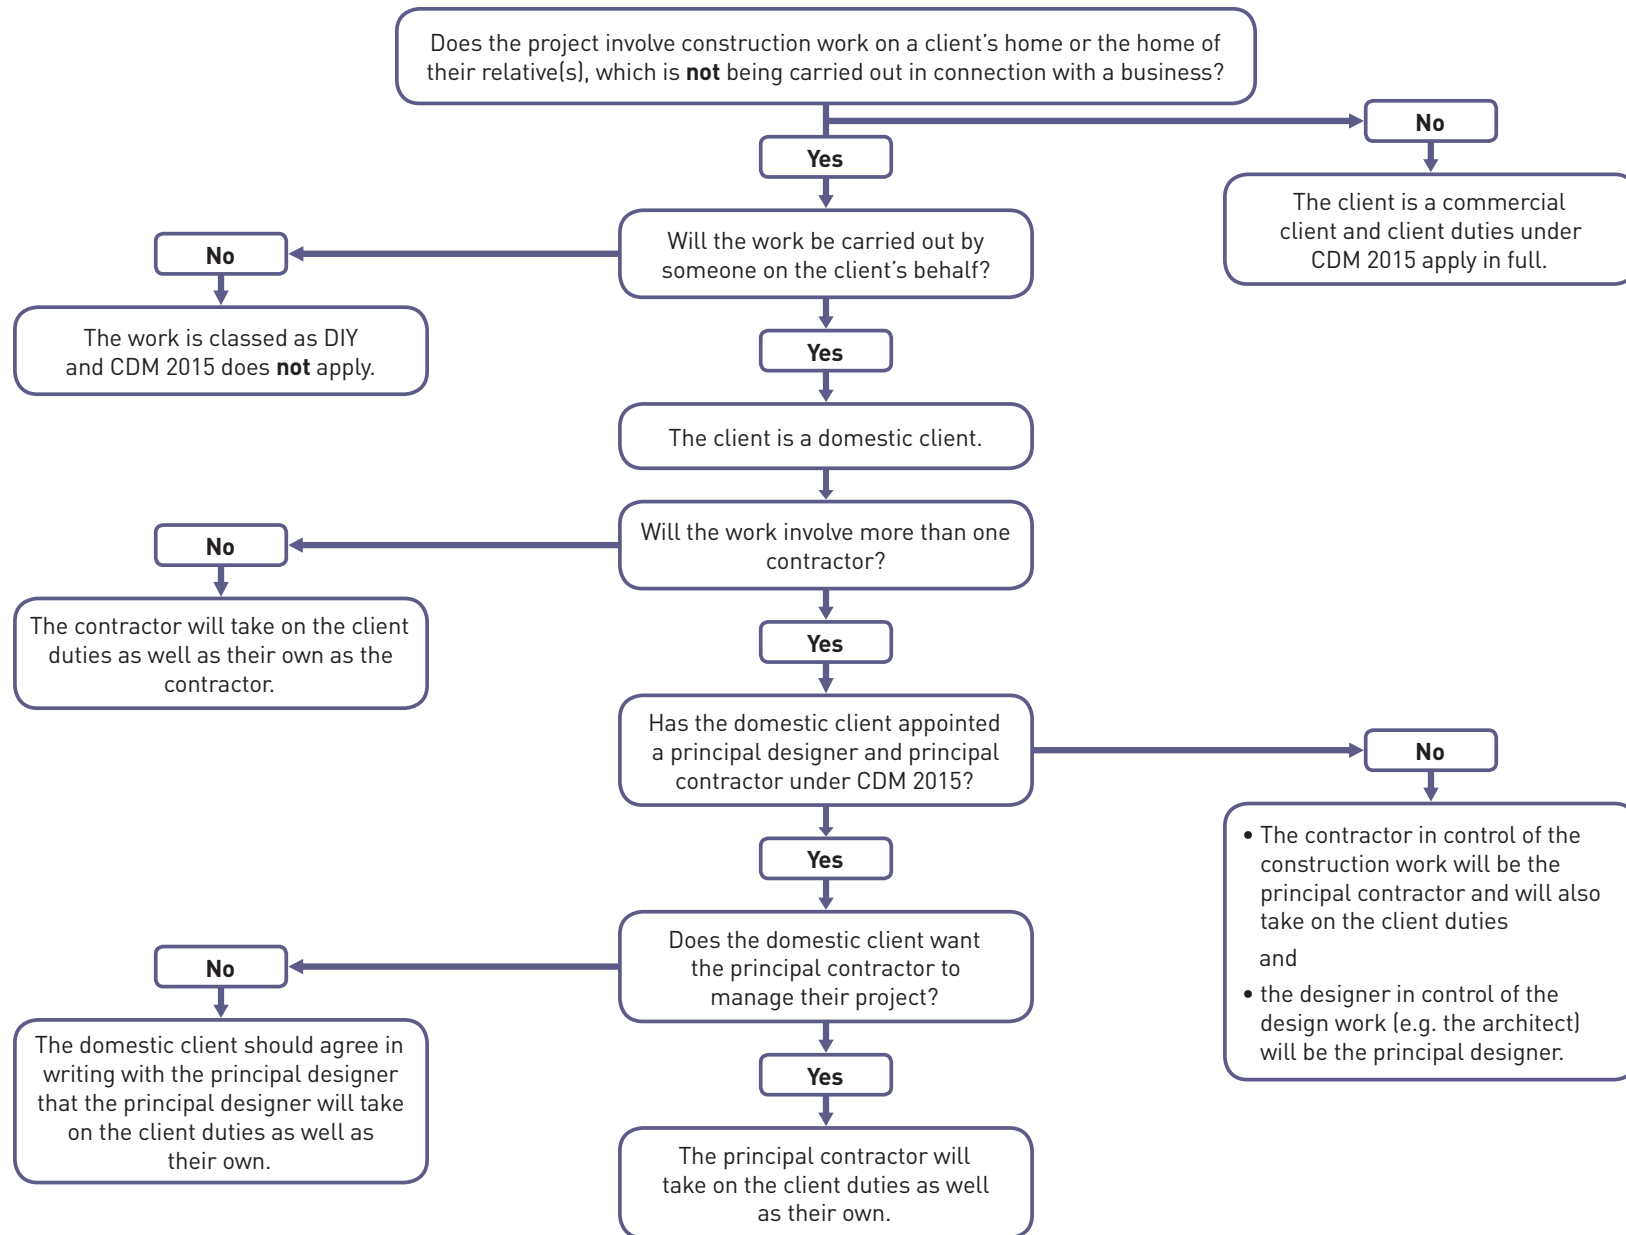 Does the project involve construction work on a client’s home or the home of
their relative(s), which is not being carried out in connection with a business?
No
The client is a commercial
client and client duties under
CDM 2015 apply in full.
Yes
Will the work be carried out by
someone on the client’s behalf?
No
The work is classed as DIY
and CDM 2015 does not apply.
Yes
The client is a domestic client.
Will the work involve more than one
contractor?
No
The contractor will take on the client
duties as well as their own as the
contractor.
Yes
Has the domestic client appointed
a principal designer and principal
contractor under CDM 2015?
No
• The contractor in control of the
construction work will be the
principal contractor and will also
take on the client duties
and
• the designer in control of the
design work (e.g. the architect)
will be the principal designer.
Yes
Does the domestic client want
the principal contractor to
manage their project?
No
The domestic client should agree in
writing with the principal designer
that the principal designer will take
on the client duties as well as
their own.
Yes
The principal contractor will
take on the client duties as well
as their own.